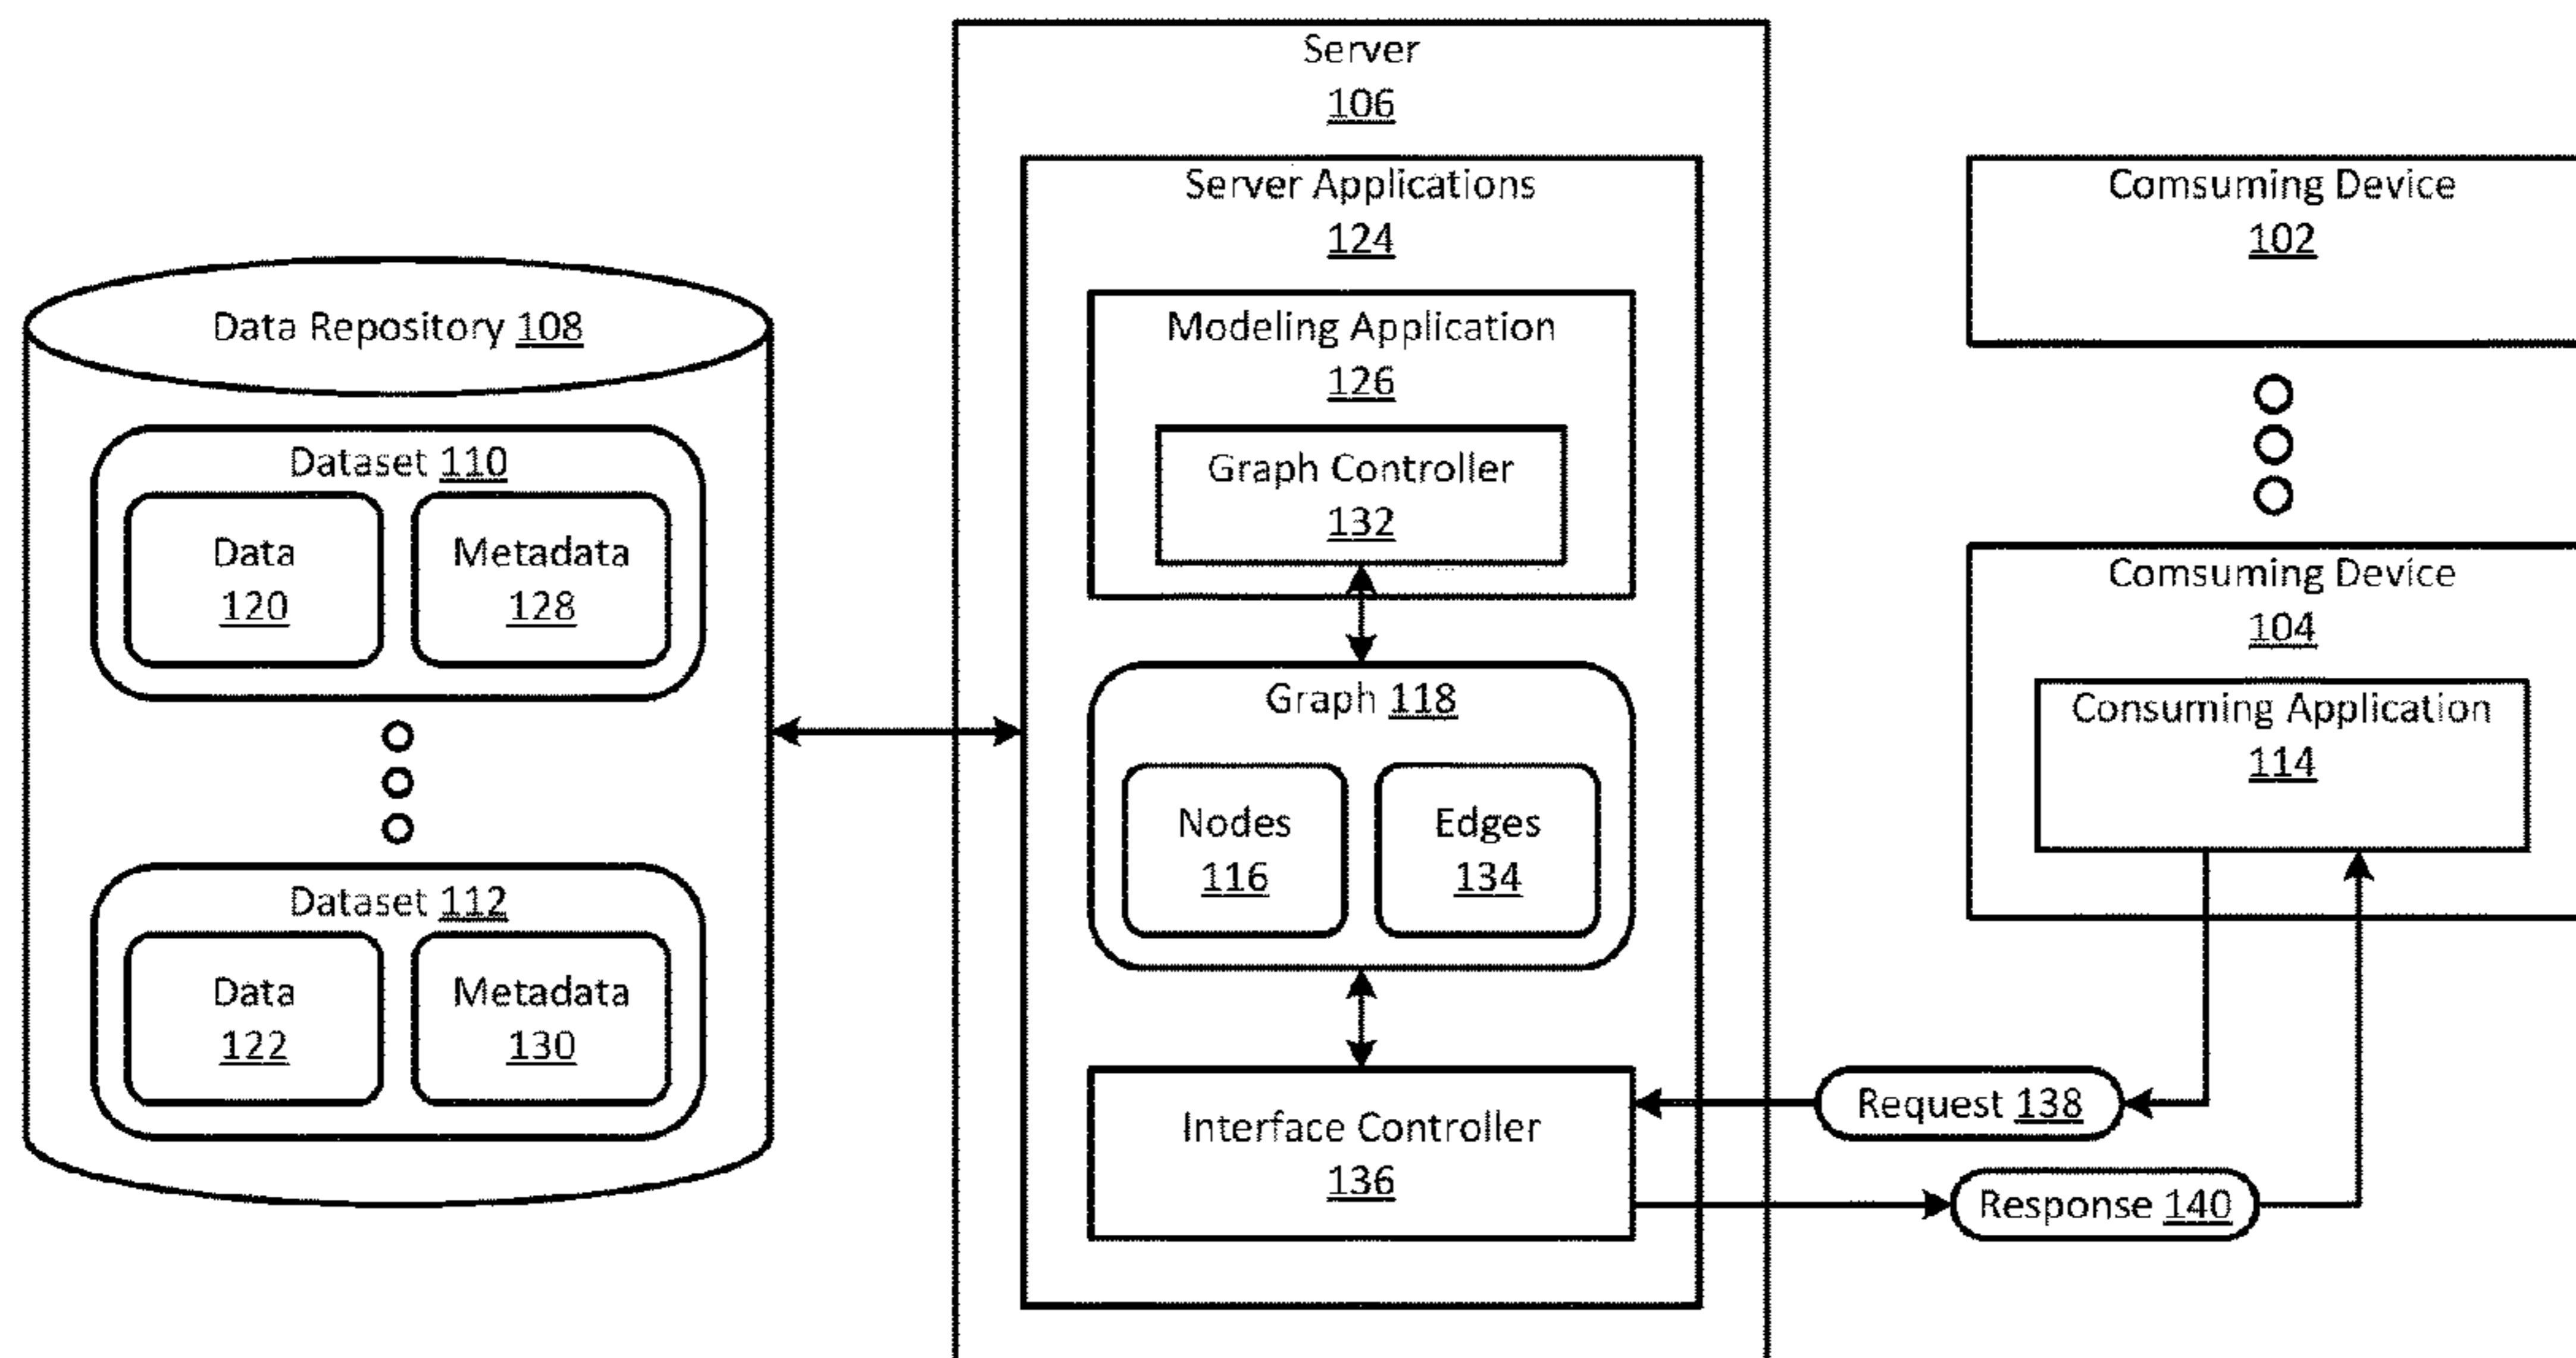 Server
106
Server Applications
124
Modeling Application
126
Graph Controller
132
Graph 118
Nodes
116
Edges
134
Interface Controller
136
Data Repository 108
Dataset 110
Data
120
Metadata
128
Dataset 112
Data
122
Metadata
130
Comsuming Device
102
Comsuming Device
104
Consuming Application
114
Request 138
Response 140